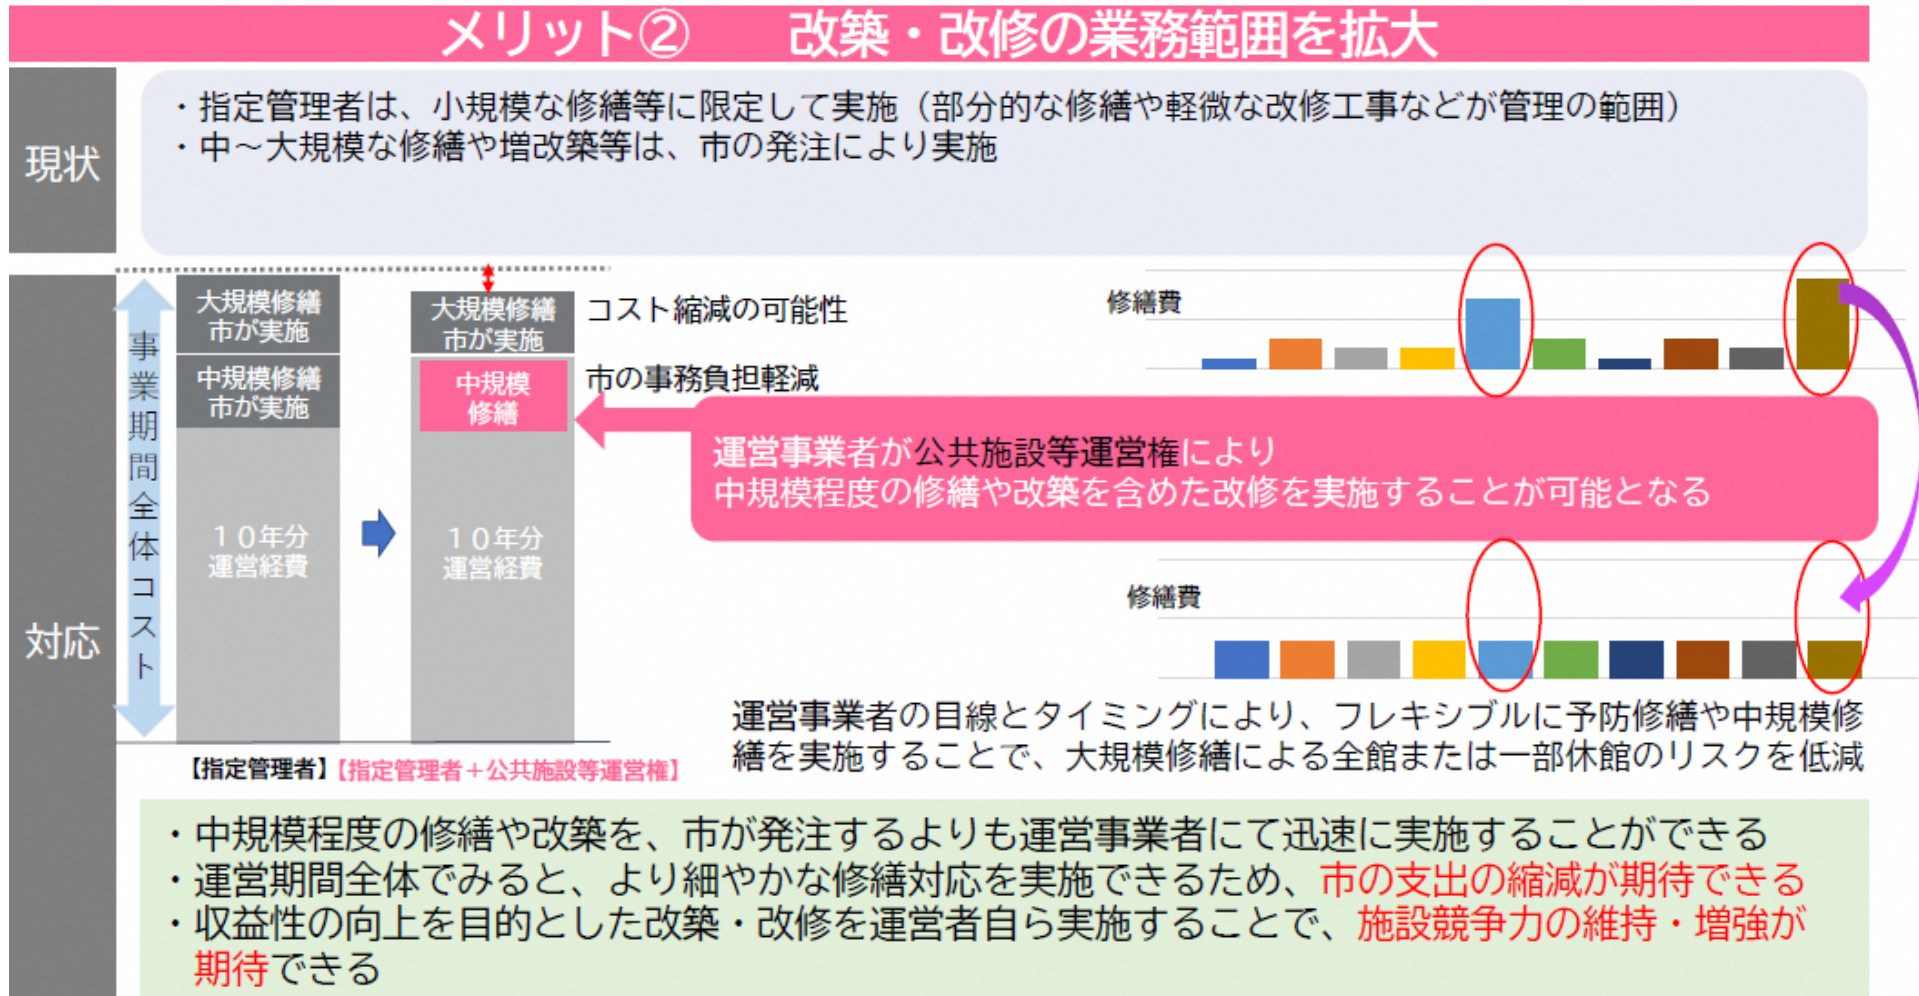 メリット②　改築・改修の業務範囲を拡大
現状
・指定管理者は、小規模な修繕等に限定して実施（部分的な修繕や軽微な改修工事などが管理の範囲）
・中～大規模な修繕や増改築等は、市の発注により実施
対応
事業期間全体コスト
大規模修繕
市が実施
中規模修繕
市が実施
１０年分
運営経費
【指定管理者】
大規模修繕
市が実施
中規模
修繕
１０年分
運営経費
【指定管理者＋公共施設等運営権】
コスト縮減の可能性
市の事務負担軽減
修繕費
運営事業者が公共施設等運営権により
中規模程度の修繕や改築を含めた改修を実施することが可能となる
修繕費
運営事業者の目線とタイミングにより、フレキシブルに予防修繕や中規模修
繕を実施することで、大規模修繕による全館または一部休館のリスクを低減
・中規模程度の修繕や改築を、市が発注するよりも運営事業者にて迅速に実施することができる
・運営期間全体でみると、より細やかな修繕対応を実施できるため、市の支出の縮減が期待できる
・収益性の向上を目的とした改築・改修を運営者自ら実施することで、施設競争力の維持・増強が
期待できる